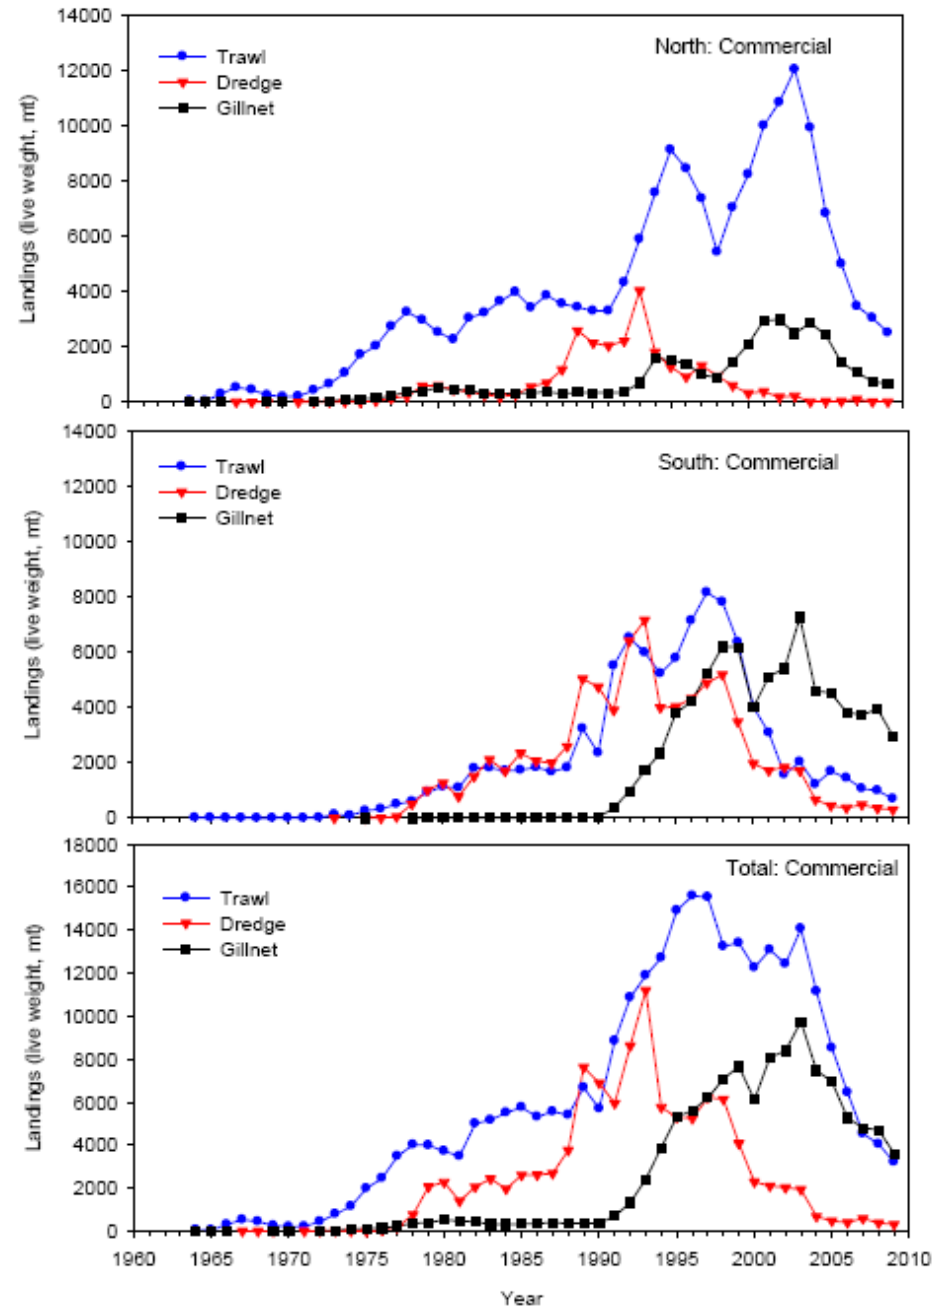 14000
North: Commercial
Trawl
12000
Dredge
Gillnet
10000
8000
6000
4000
2000
0
Landings (live weight, mt)
14000
South: Commercial
Trawl
12000
Dredge
Gillnet
10000
8000
6000
4000
2000
0
Landings (live weight, mt)
18000
Total: Commercial
16000
Trawl
Dredge
14000
Gillnet
12000
10000
8000
6000
4000
2000
0
Landings (live weight, mt)
1960 1965 1970 1975 1980 1985 1990 1995 2000 2005 2010
Year